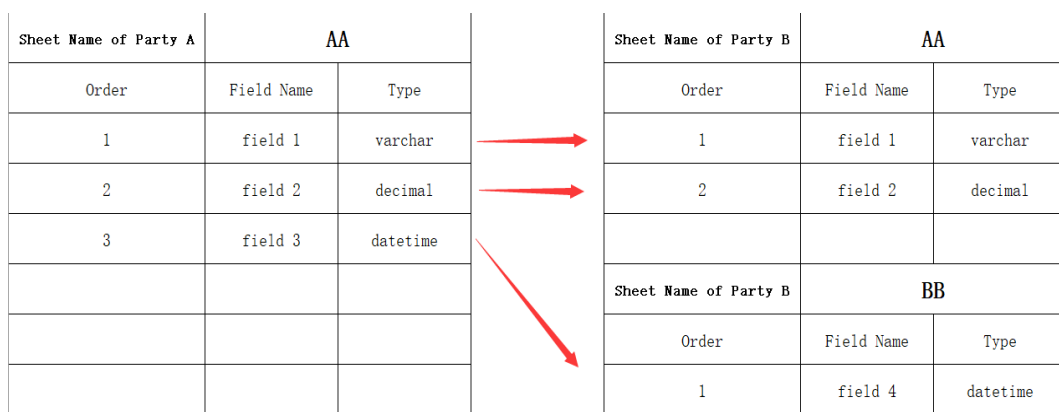 Sheet Name of Party A AA
Order Field Name Type
1 field 1 varchar
2 field 2 decimal
3 field 3 datetime
Sheet Name of Party B AA
Order Field Name Type
1 field 1 varchar
2 field 2 decimal
Sheet Name of Party B BB
Order Field Name Type
1 field 4 datetime